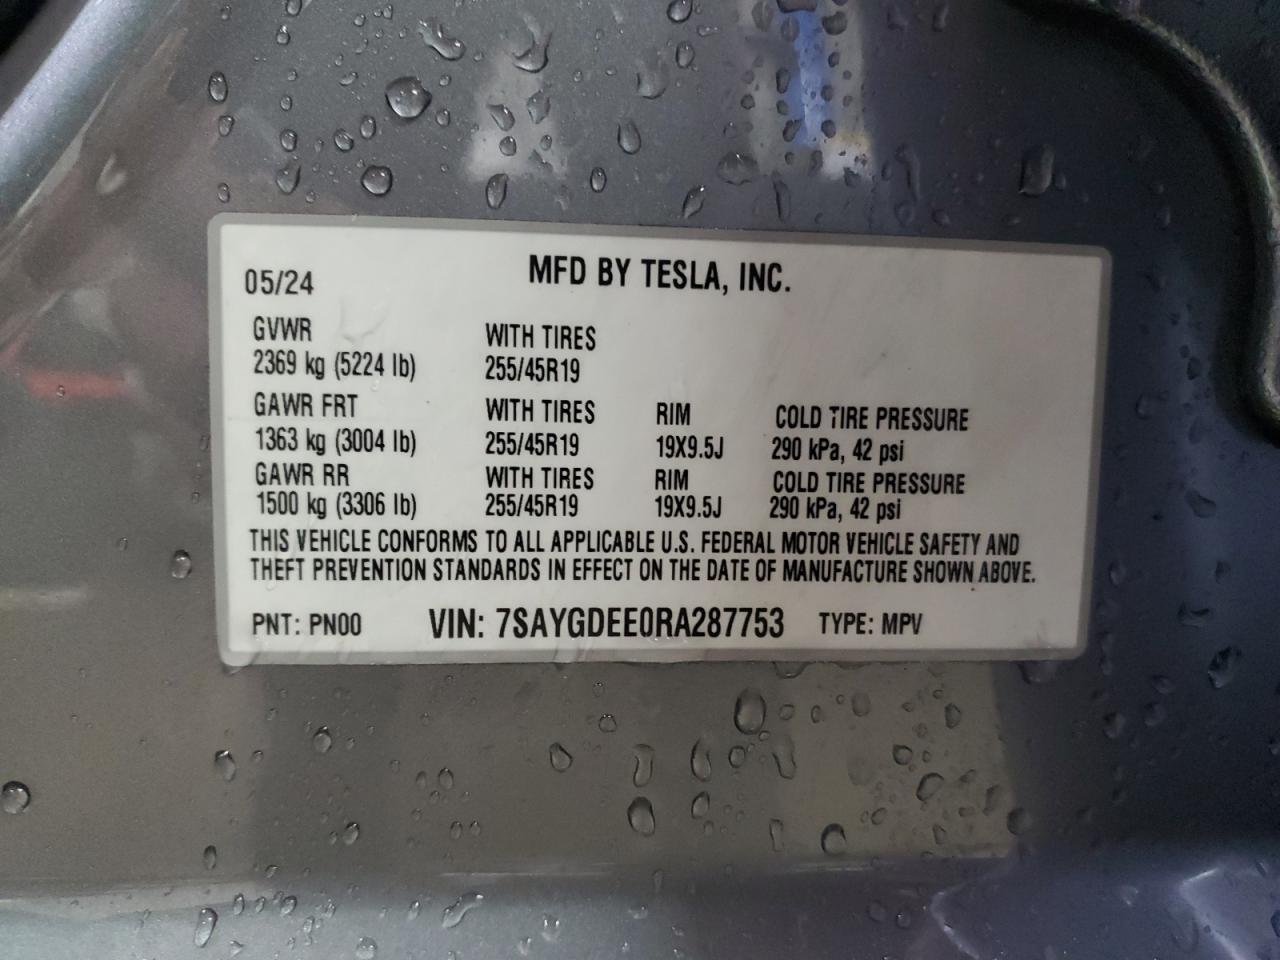 MFD BY TESLA, INC.
05/24
GVWR WITH TIRES
2369 kg (5224 lb) 255/45R19
GAWR FRT WITH TIRES RIM COLD TIRE PRESSURE
1363 kg (3004 lb) 255/45R19 19X9.5J 290 kPa, 42 psi
GAWR RR WITH TIRES RIM COLD TIRE PRESSURE
1500 kg (3306 lb) 255/45R19 19X9.5J 290 kPa, 42 psi
THIS VEHICLE CONFORMS TO ALL APPLICABLE U.S. FEDERAL MOTOR VEHICLE SAFETY AND
THEFT PREVENTION STANDARDS IN EFFECT ON THE DATE OF MANUFACTURE SHOWN ABOVE.
PNT: PN00 VIN: 7SAYGDEE0RA287753 TYPE: MPV